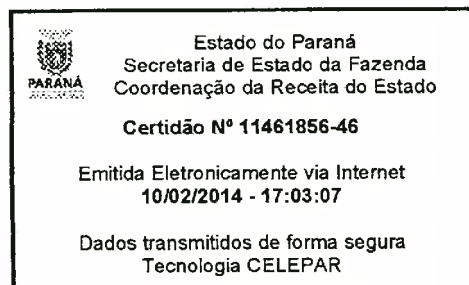 Estado do Paraná
Secretaria de Estado da Fazenda
PARANÁ
Coordenação da Receita do Estado
Certidão Nº 11461856-46
Emitida Eletronicamente via Internet
10/02/2014 - 17:03:07
Dados transmitidos de forma segura
Tecnologia CELEPAR